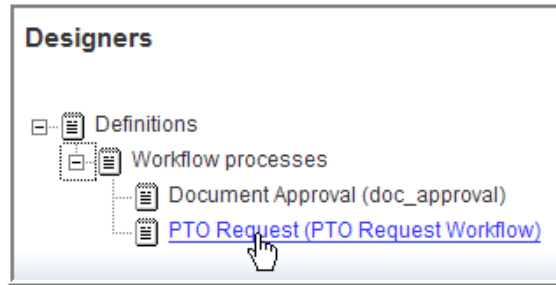 Designers
Definitions
Workflow processes
Document Approval (doc_approval)
PTO Request (PTO Request Workflow)